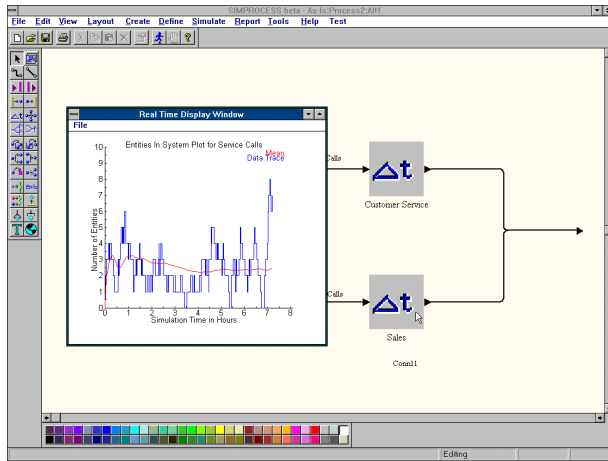 SIMPROCESS beta - As-is:Process2:Alt1
File Edit View Layout Create Define Simulate Report Tools Help Test
Real Time Display Window
File
Entities In System Plot for Service Calls
Mean
Data Trace
Number of Entities
10
9
8
7
6
5
4
3
2
1
0
0 1 2 3 4 5 6 7 8
Simulation Time in Hours
Calls
Δt
Customer Service
Calls
Δt
Sales
Conn11
Δt
a=b
T
Editing